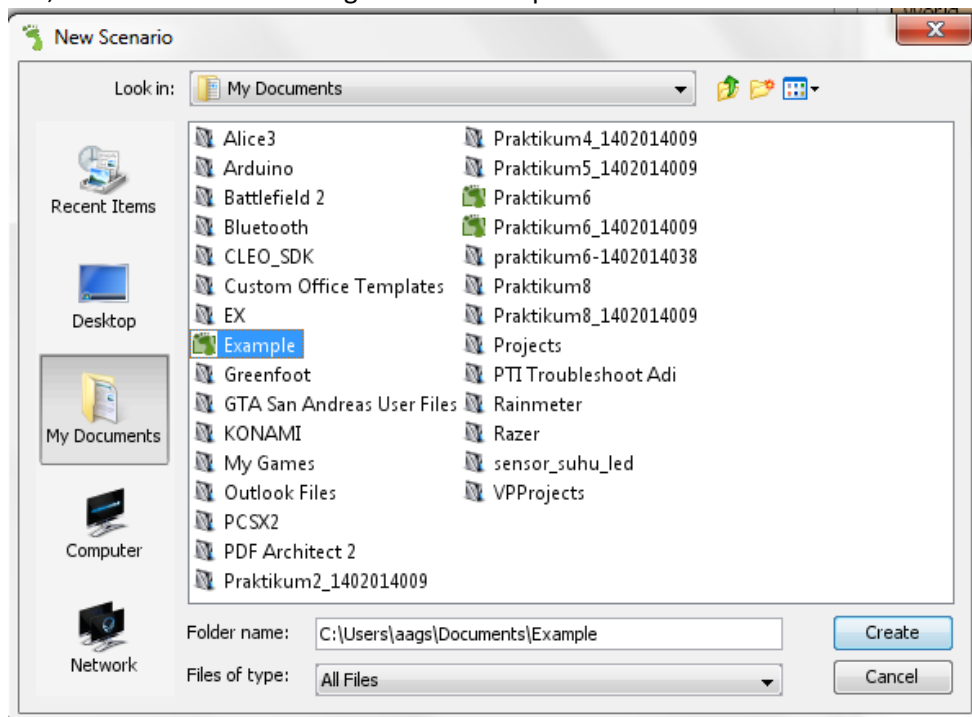 New Scenario
Look in:
My Documents
Recent Items
Desktop
My Documents
Computer
Network
Alice3
Arduino
Battlefield 2
Bluetooth
CLEO_SDK
Custom Office Templates
EX
Example
Greenfoot
GTA San Andreas User Files
KONAMI
My Games
Outlook Files
PCSX2
PDF Architect 2
Praktikum2_1402014009
Praktikum4_1402014009
Praktikum5_1402014009
Praktikum6
Praktikum6_1402014009
praktikum6-1402014038
Praktikum8
Praktikum8_1402014009
Projects
PTI Troubleshoot Adi
Rainmeter
Razer
sensor_suhu_led
VPProjects
Folder name:
C:\Users\aags\Documents\Example
Create
Files of type:
All Files
Cancel